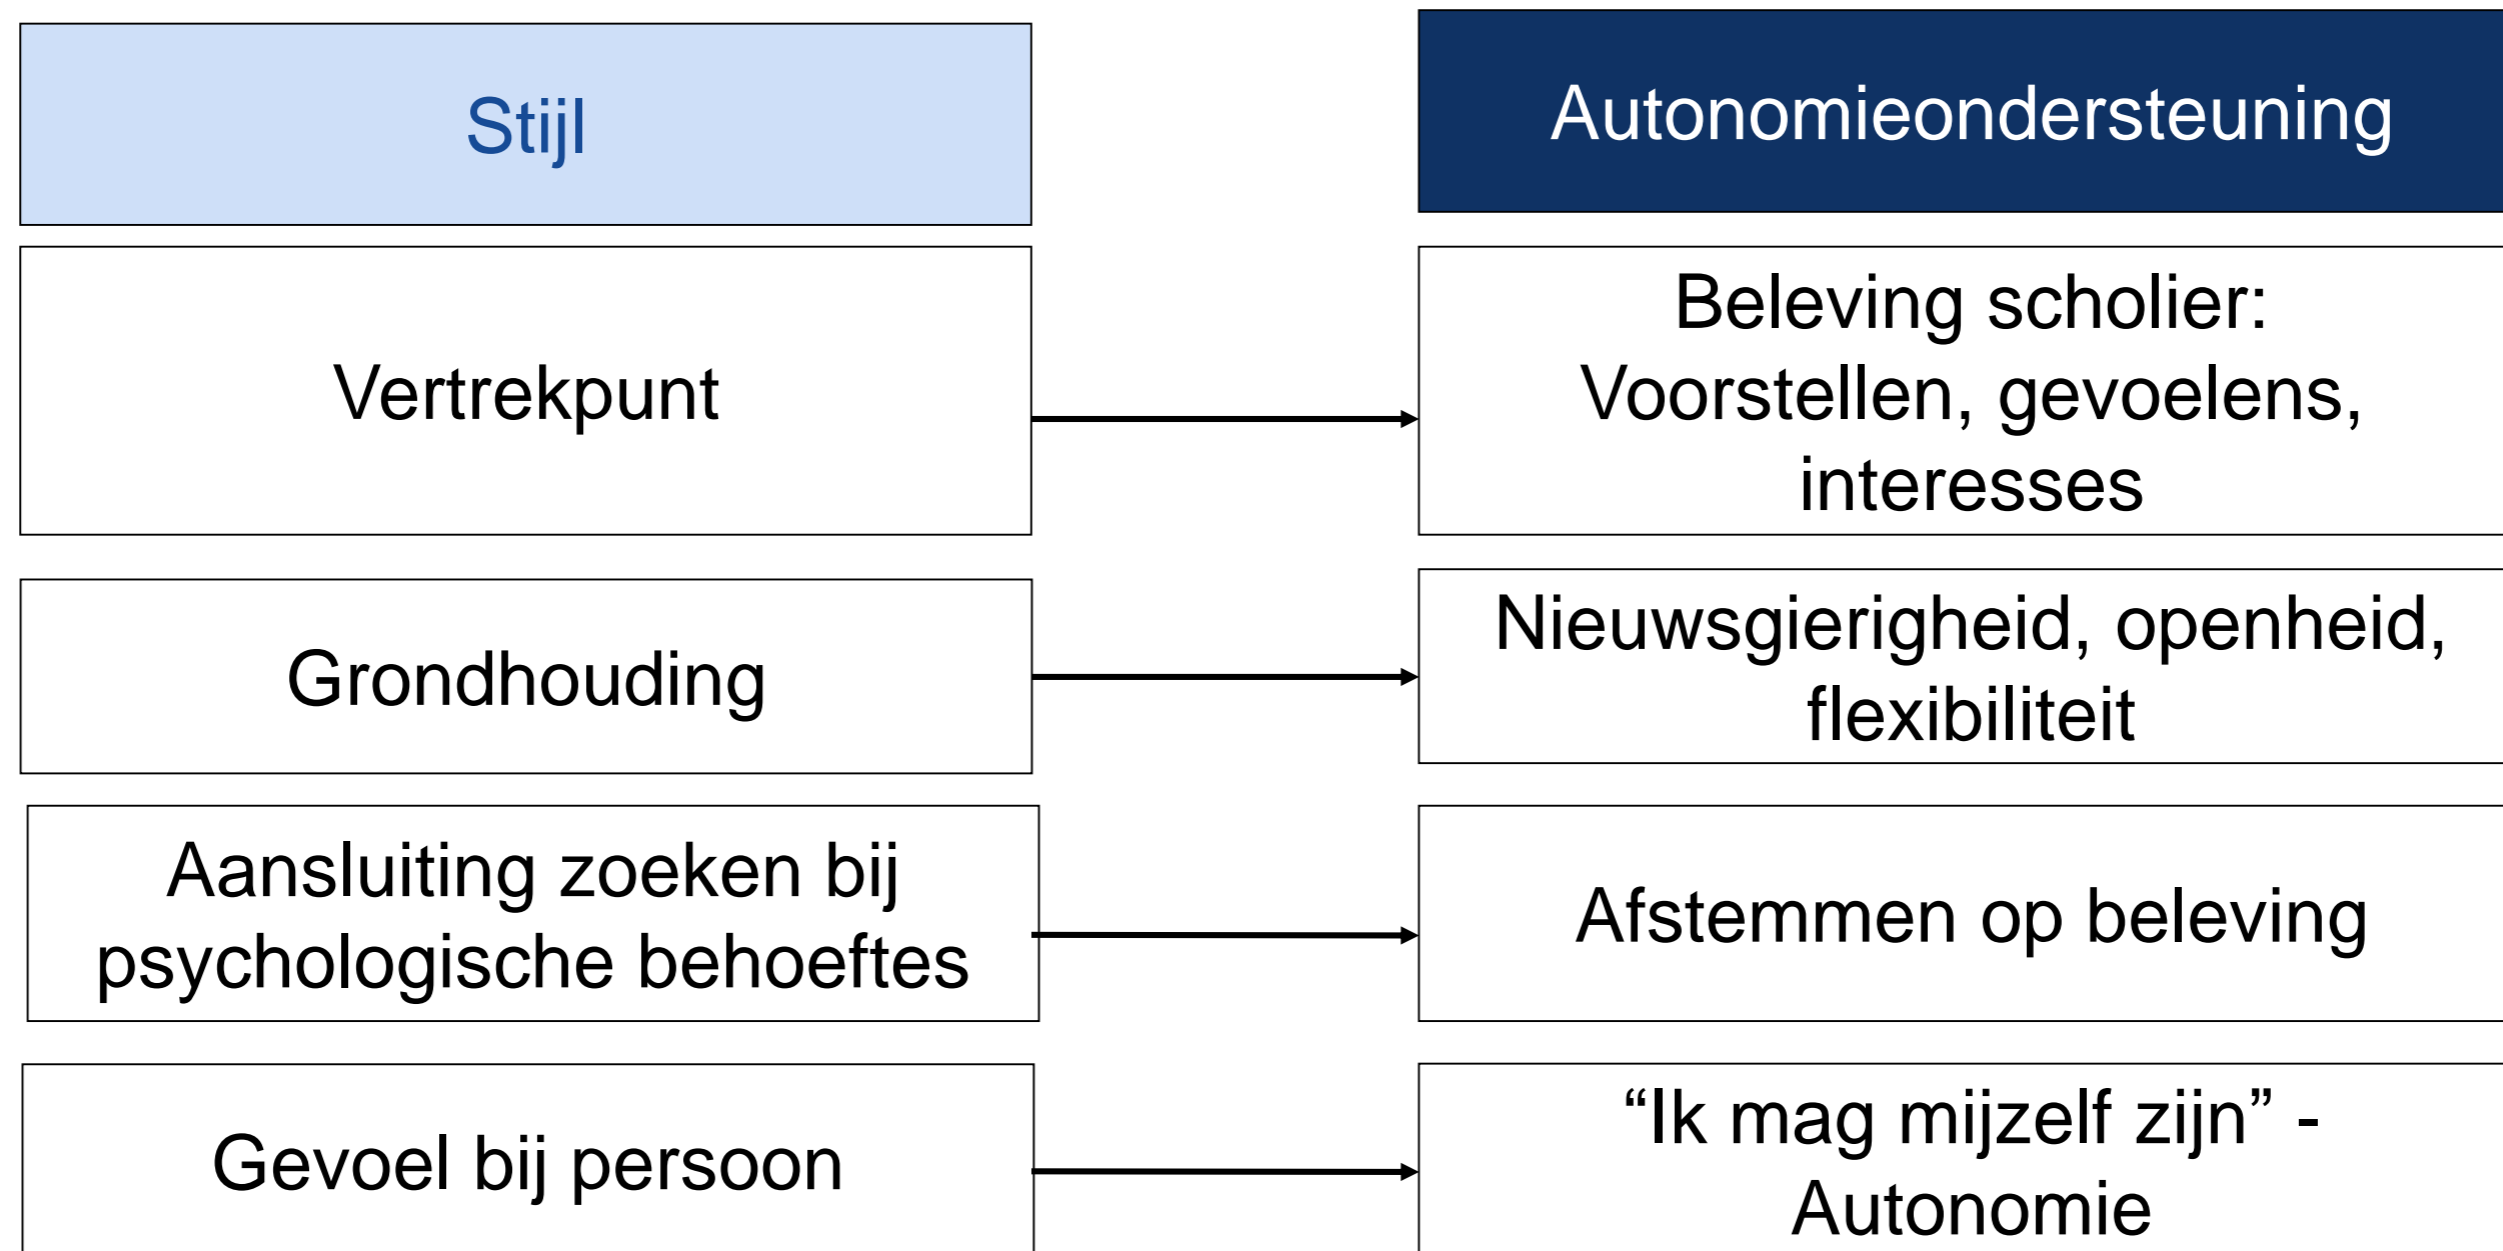 Stijl
Autonomieondersteuning
Vertrekpunt
Beleving scholier:
Voorstellen, gevoelens,
interesses
Grondhouding
Nieuwsgierigheid, openheid,
flexibiliteit
Aansluiting zoeken bij
psychologische behoeftes
Afstemmen op beleving
Gevoel bij persoon
“Ik mag mijzelf zijn” -
Autonomie